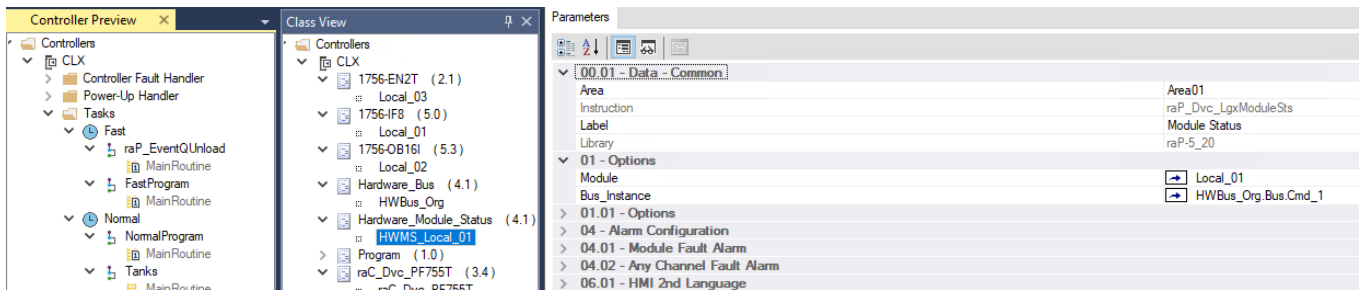 Controller Preview
Controllers
CLX
Controller Fault Handler
Power-Up Handler
Tasks
Fast
raP_EventQUnload
MainRoutine
FastProgram
MainRoutine
Normal
NormalProgram
MainRoutine
Tanks
MainRoutine
Class View
Controllers
CLX
1756-EN2T (2.1)
Local_03
1756-IF8 (5.0)
Local_01
1756-OB16I (5.3)
Local_02
Hardware_Bus (4.1)
HWBus_Org
Hardware_Module_Status (4.1)
HWMS_Local_01
Program (1.0)
raC_Dvc_PF755T (3.4)
raC_Dvc_PF755T
Parameters
00.01 - Data - Common
Area Area01
Instruction raP_Dvc_LgxModuleSts
Label Module Status
Library raP-5_20
01 - Options
Module Local_01
Bus_Instance HWBus_Org.Bus.Cmd_1
01.01 - Options
04 - Alarm Configuration
04.01 - Module Fault Alarm
04.02 - Any Channel Fault Alarm
06.01 - HMI 2nd Language